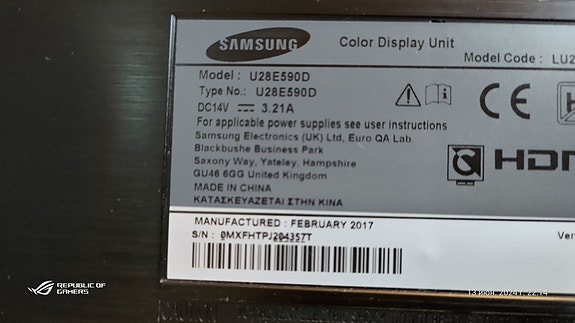 SAMSUNG
Color Display Unit
Model Code : LU2
Model : U28E590D
Type No.: U28E590D
DC14V ⎓ 3.21A
For applicable power supplies see user instructions
Samsung Electronics (UK) Ltd, Euro QA Lab.
Blackbushe Business Park
Saxony Way, Yateley, Hampshire
GU46 6GG United Kingdom
MADE IN CHINA
ΚΑΤΑΣΚΕΥΑΖΕΤΑΙ ΣΤΗΝ ΚΙΝΑ
CE
HDM
MANUFACTURED : FEBRUARY 2017
S/N : 0MXFHTPJ204357T
Ver
REPUBLIC OF
GAMERS